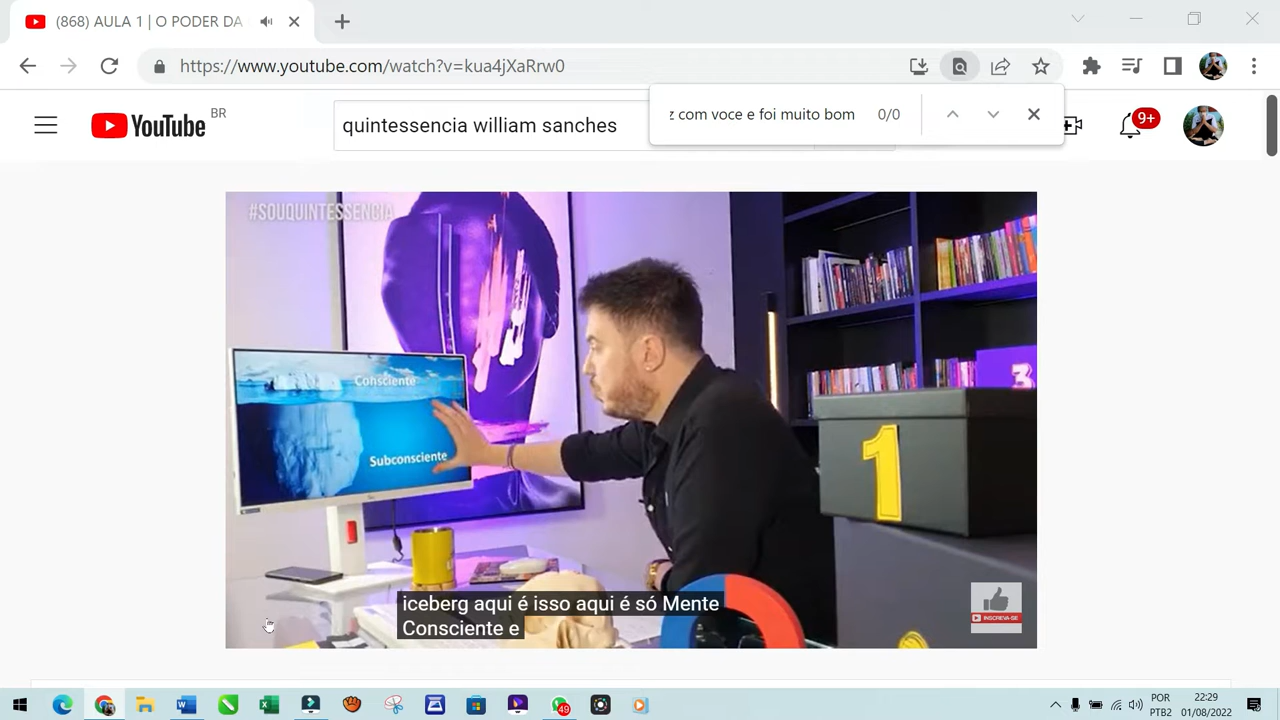 (868) AULA 1 | O PODER DA
https://www.youtube.com/watch?v=kua4jXaRrw0
z com voce e foi muito bom
0/0
YouTube
BR
quintessencia william sanches
9+
#SOUQUINTESSENCIA
Consciente
Subconsciente
3
1
iceberg aqui é isso aqui é só Mente
Consciente e
INSCREVA-SE
49
POR
PTB2
22:29
01/08/2022